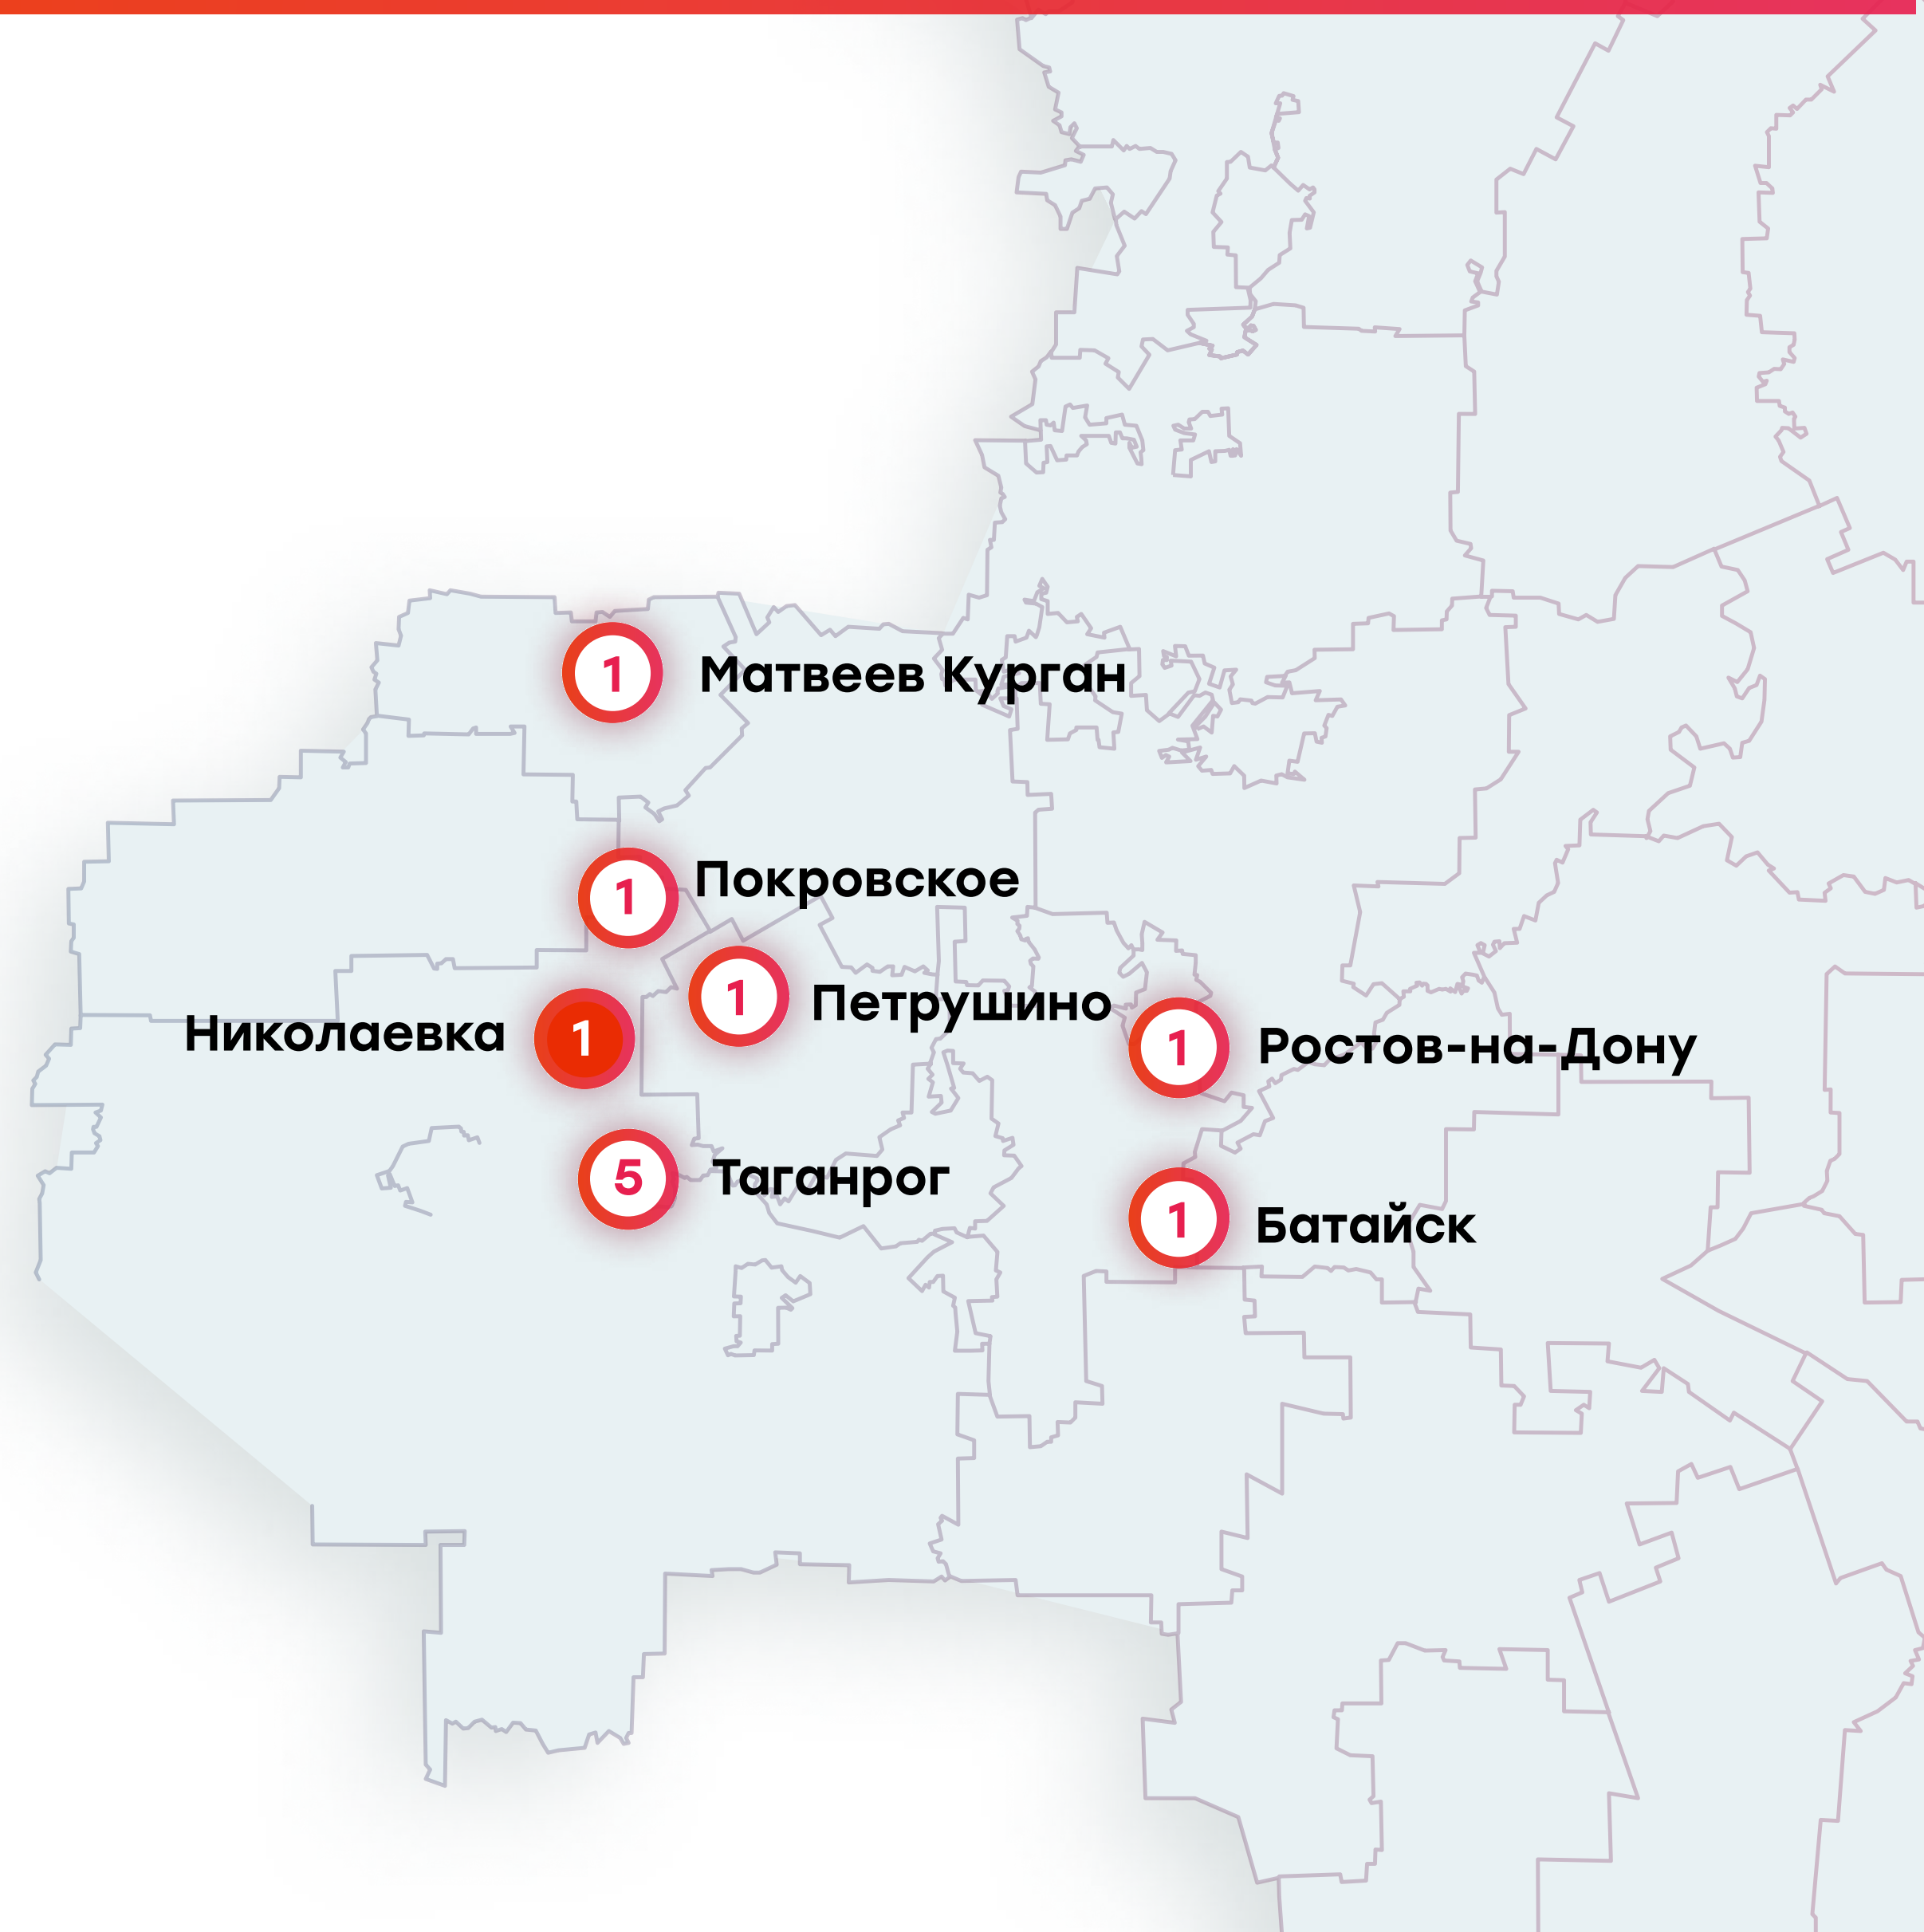 1 Матвеев Курган
1 Покровское
1 Петрушино
Николаевка 1
1 Ростов-на-Дону
5 Таганрог
1 Батайск